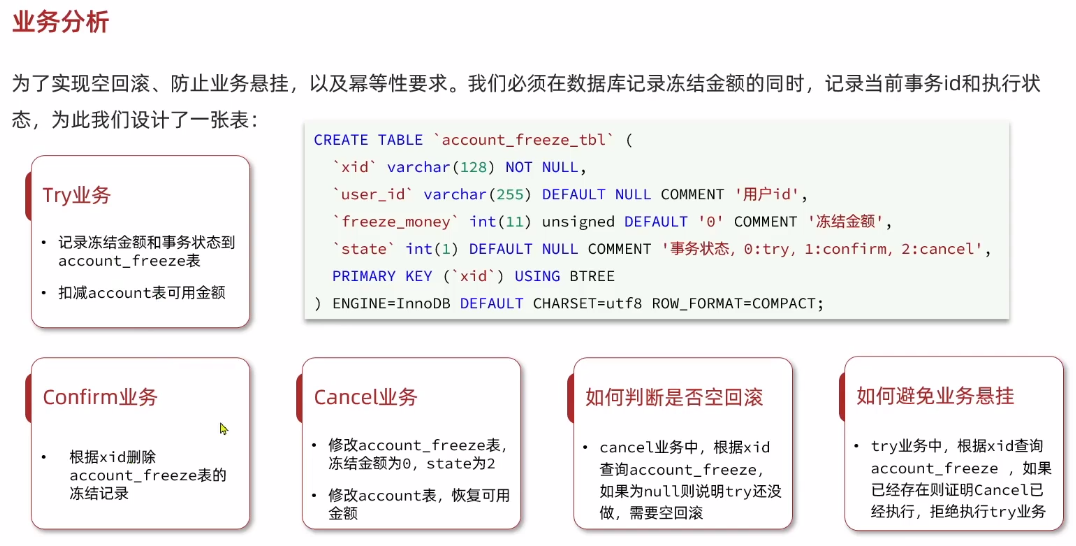 业务分析
为了实现空回滚、防止业务悬挂，以及幂等性要求。我们必须在数据库记录冻结金额的同时，记录当前事务id和执行状
态，为此我们设计了一张表：
CREATE TABLE `account_freeze_tbl` (
`xid` varchar(128) NOT NULL,
`user_id` varchar(255) DEFAULT NULL COMMENT '用户id',
`freeze_money` int(11) unsigned DEFAULT '0' COMMENT '冻结金额',
`state` int(1) DEFAULT NULL COMMENT '事务状态，0:try，1:confirm，2:cancel',
PRIMARY KEY (`xid`) USING BTREE
) ENGINE=InnoDB DEFAULT CHARSET=utf8 ROW_FORMAT=COMPACT;
Try业务
• 记录冻结金额和事务状态到
account_freeze表
• 扣减account表可用金额
Confirm业务
• 根据xid删除
account_freeze表的
冻结记录
Cancel业务
• 修改account_freeze表，
冻结金额为0，state为2
• 修改account表，恢复可用
金额
如何判断是否空回滚
• cancel业务中，根据xid
查询account_freeze，
如果为null则说明try还没
做，需要空回滚
如何避免业务悬挂
• try业务中，根据xid查询
account_freeze ，如果
已经存在则证明Cancel已
经执行，拒绝执行try业务